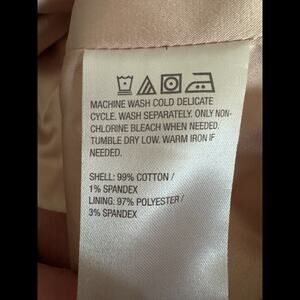 MACHINE WASH COLD DELICATE
CYCLE. WASH SEPARATELY. ONLY NON-
CHLORINE BLEACH WHEN NEEDED.
TUMBLE DRY LOW. WARM IRON IF
NEEDED.
SHELL: 99% COTTON /
1% SPANDEX
LINING: 97% POLYESTER /
3% SPANDEX